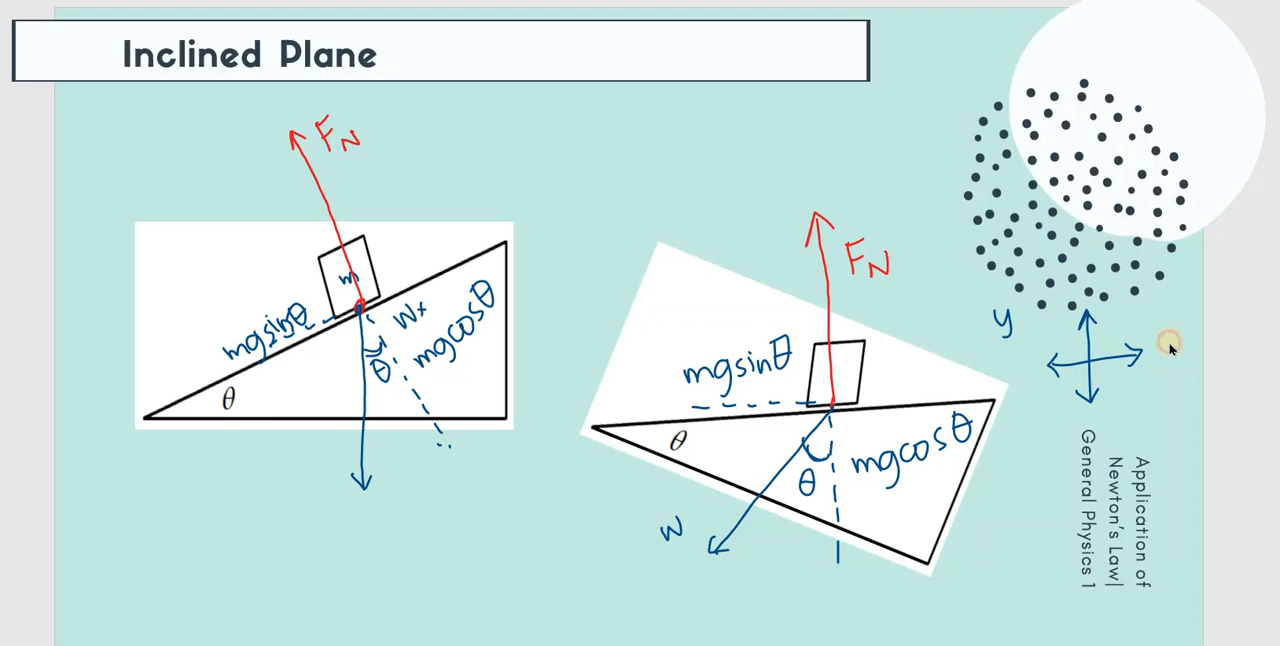 Inclined Plane
FN
m
mgsinθ
Wx
mgcosθ
θ
θ
FN
mgsinθ
θ
mgcosθ
θ
W
y
Application of
Newton's Law|
General Physics 1